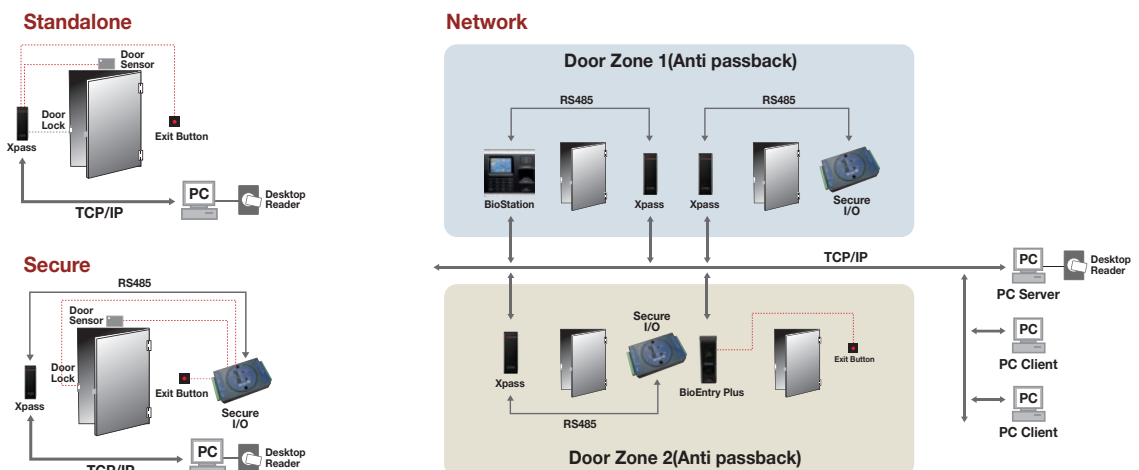 Standalone
Door
Sensor
Door
Lock
Xpass
Exit Button
PC
Desktop
Reader
TCP/IP
Secure
RS485
Door
Sensor
Door
Lock
Xpass
Exit Button
Secure
I/O
PC
Desktop
Reader
TCP/IP
Network
Door Zone 1(Anti passback)
RS485
RS485
BioStation
Xpass
Xpass
Secure
I/O
TCP/IP
PC
Desktop
Reader
PC Server
PC
PC Client
PC
PC Client
Secure
I/O
Xpass
BioEntry Plus
Exit Button
RS485
Door Zone 2(Anti passback)